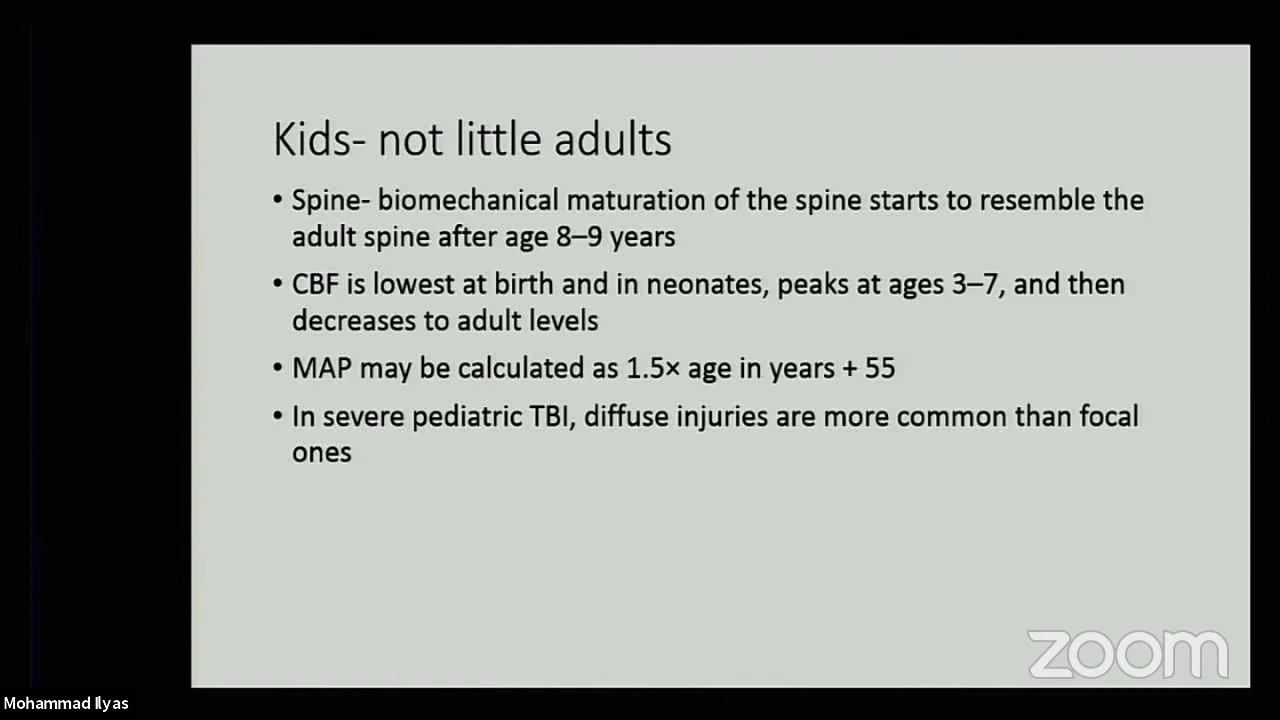 Kids- not little adults
• Spine- biomechanical maturation of the spine starts to resemble the
adult spine after age 8–9 years
• CBF is lowest at birth and in neonates, peaks at ages 3–7, and then
decreases to adult levels
• MAP may be calculated as 1.5× age in years + 55
• In severe pediatric TBI, diffuse injuries are more common than focal
ones
zoom
Mohammad Ilyas